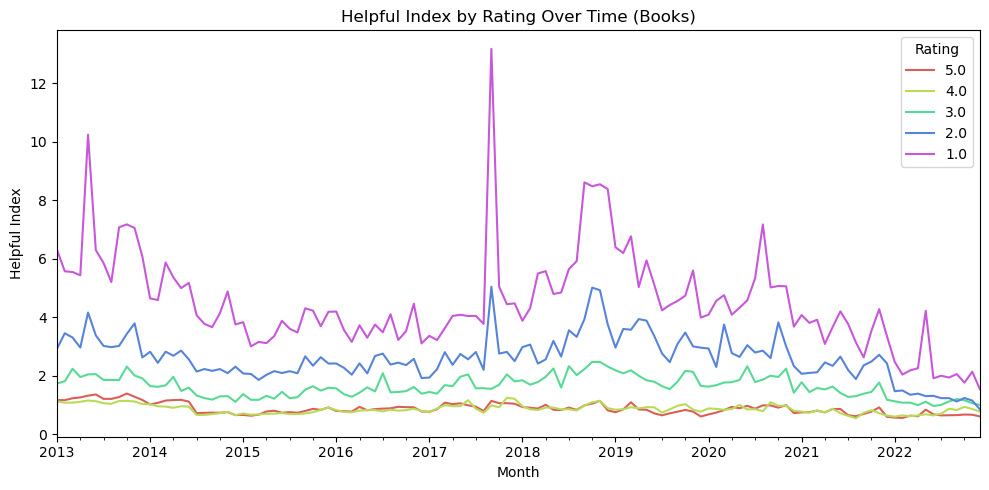 Helpful Index by Rating Over Time (Books)
Rating
5.0
4.0
3.0
2.0
1.0
Helpful Index
12
10
8
6
4
2
0
2013 2014 2015 2016 2017 2018 2019 2020 2021 2022
Month